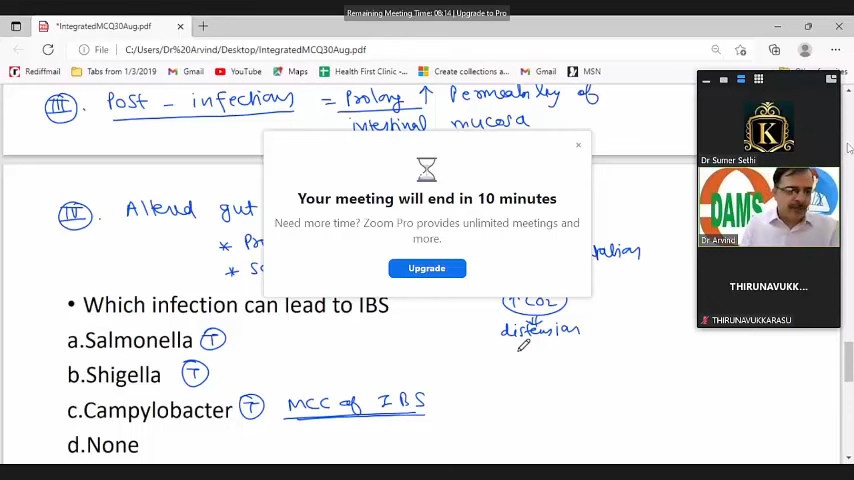 Remaining Meeting Time: 08:14 | Upgrade to Pro
*IntegratedMCQ30Aug.pdf
File | C:/Users/Dr%20Arvind/Desktop/IntegratedMCQ30Aug.pdf
Rediffmail Tabs from 1/3/2019 Gmail YouTube Maps Health First Clinic -... Create collections a... Gmail MSN
III. Post - infections = Prolong ↑ Permeability of
intestinal mucosa
Your meeting will end in 10 minutes
Need more time? Zoom Pro provides unlimited meetings and
more.
Upgrade
IV. Altered gut
* Pr
*
↑ CO2
distension
• Which infection can lead to IBS
a.Salmonella T
b.Shigella T
c.Campylobacter T MCC of IBS
d.None
K
Dr Sumer Sethi
DAMS
Dr Arvind
THIRUNAVUKK...
THIRUNAVUKKARASU